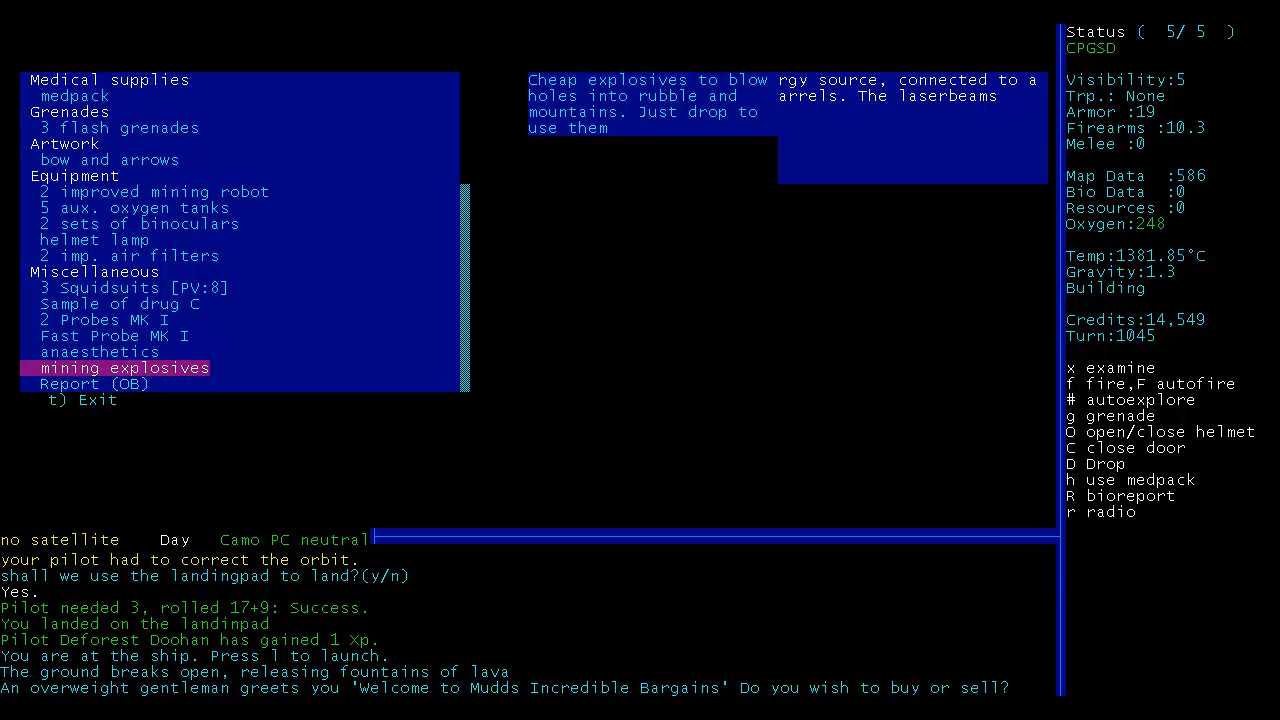 Medical supplies
medpack
Grenades
3 flash grenades
Artwork
bow and arrows
Equipment
2 improved mining robot
5 aux. oxygen tanks
2 sets of binoculars
helmet lamp
2 imp. air filters
Miscellaneous
3 Squidsuits [PV:8]
Sample of drug C
2 Probes MK I
Fast Probe MK I
anaesthetics
mining explosives
Report (OB)
t) Exit
Cheap explosives to blow
holes into rubble and
mountains. Just drop to
use them
rgy source, connected to a
arrels. The laserbeams
Status (  5/ 5  )
CPGSD
Visibility:5
Trp.: None
Armor :19
Firearms :10.3
Melee :0
Map Data  :586
Bio Data  :0
Resources :0
Oxygen:248
Temp:1381.85°C
Gravity:1.3
Building
Credits:14,549
Turn:1045
x examine
f fire,F autofire
# autoexplore
g grenade
O open/close helmet
C close door
D Drop
h use medpack
R bioreport
r radio
no satellite    Day   Camo PC neutral
your pilot had to correct the orbit.
shall we use the landingpad to land?(y/n)
Yes.
Pilot needed 3, rolled 17+9: Success.
You landed on the landinpad
Pilot Deforest Doohan has gained 1 Xp.
You are at the ship. Press l to launch.
The ground breaks open, releasing fountains of lava
An overweight gentleman greets you 'Welcome to Mudds Incredible Bargains' Do you wish to buy or sell?